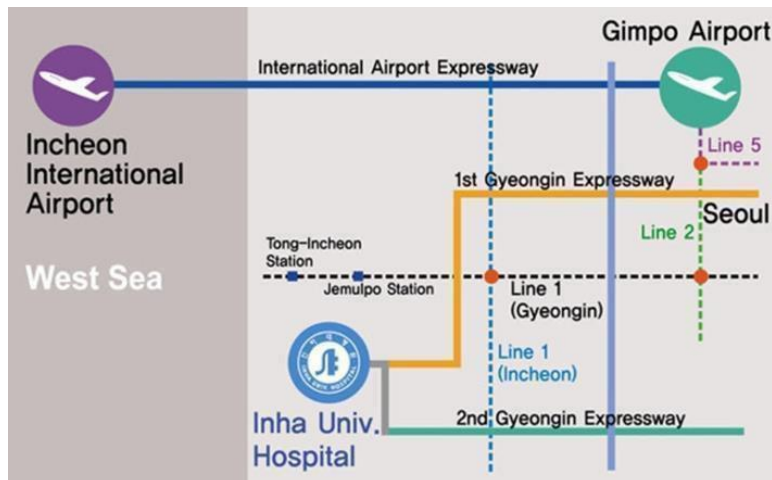 Gimpo Airport
International Airport Expressway
Incheon
International
Airport
Line 5
1st Gyeongin Expressway
Seoul
Line 2
Tong-Incheon
Station
West Sea
Jemulpo Station
Line 1
(Gyeongin)
Line 1
(Incheon)
Inha Univ.
Hospital
2nd Gyeongin Expressway